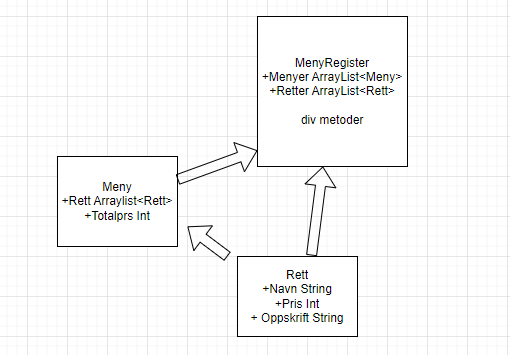 MenyRegister
+Menyer ArrayList<Meny>
+Retter ArrayList<Rett>
div metoder
Meny
+Rett Arraylist<Rett>
+Totalprs Int
Rett
+Navn String
+Pris Int
+ Oppskrift String